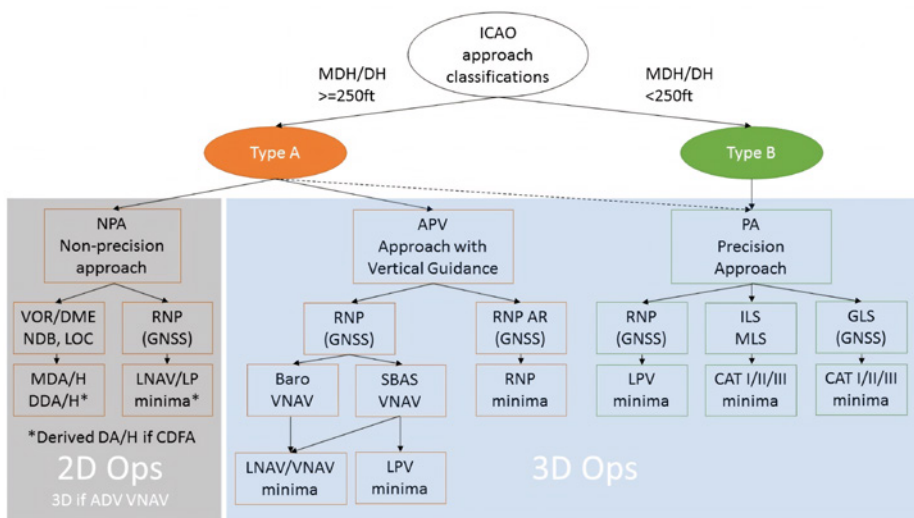 ICAO
approach
classifications
MDH/DH
>=250ft
MDH/DH
<250ft
Type A
Type B
NPA
Non-precision
approach
APV
Approach with
Vertical Guidance
PA
Precision
Approach
VOR/DME
NDB, LOC
RNP
(GNSS)
RNP
(GNSS)
RNP AR
(GNSS)
RNP
(GNSS)
ILS
MLS
GLS
(GNSS)
MDA/H
DDA/H*
LNAV/LP
minima*
Baro
VNAV
SBAS
VNAV
RNP
minima
LPV
minima
CAT I/II/III
minima
CAT I/II/III
minima
*Derived DA/H if CDFA
LNAV/VNAV
minima
LPV
minima
2D Ops
3D if ADV VNAV
3D Ops